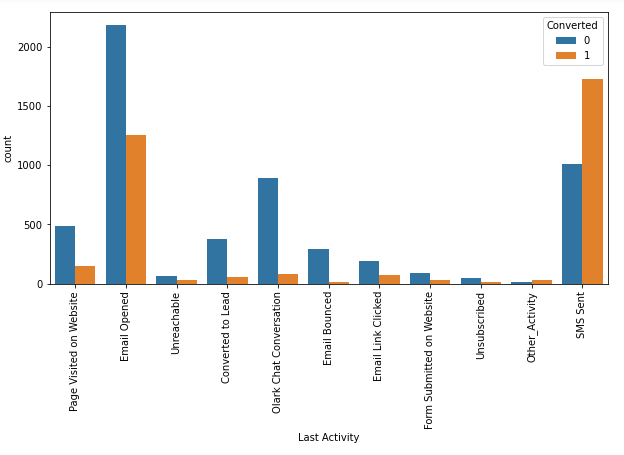 Converted
0
1
2000
1500
1000
500
0
count
Page Visited on Website
Email Opened
Unreachable
Converted to Lead
Olark Chat Conversation
Email Bounced
Email Link Clicked
Form Submitted on Website
Unsubscribed
Other_Activity
SMS Sent
Last Activity